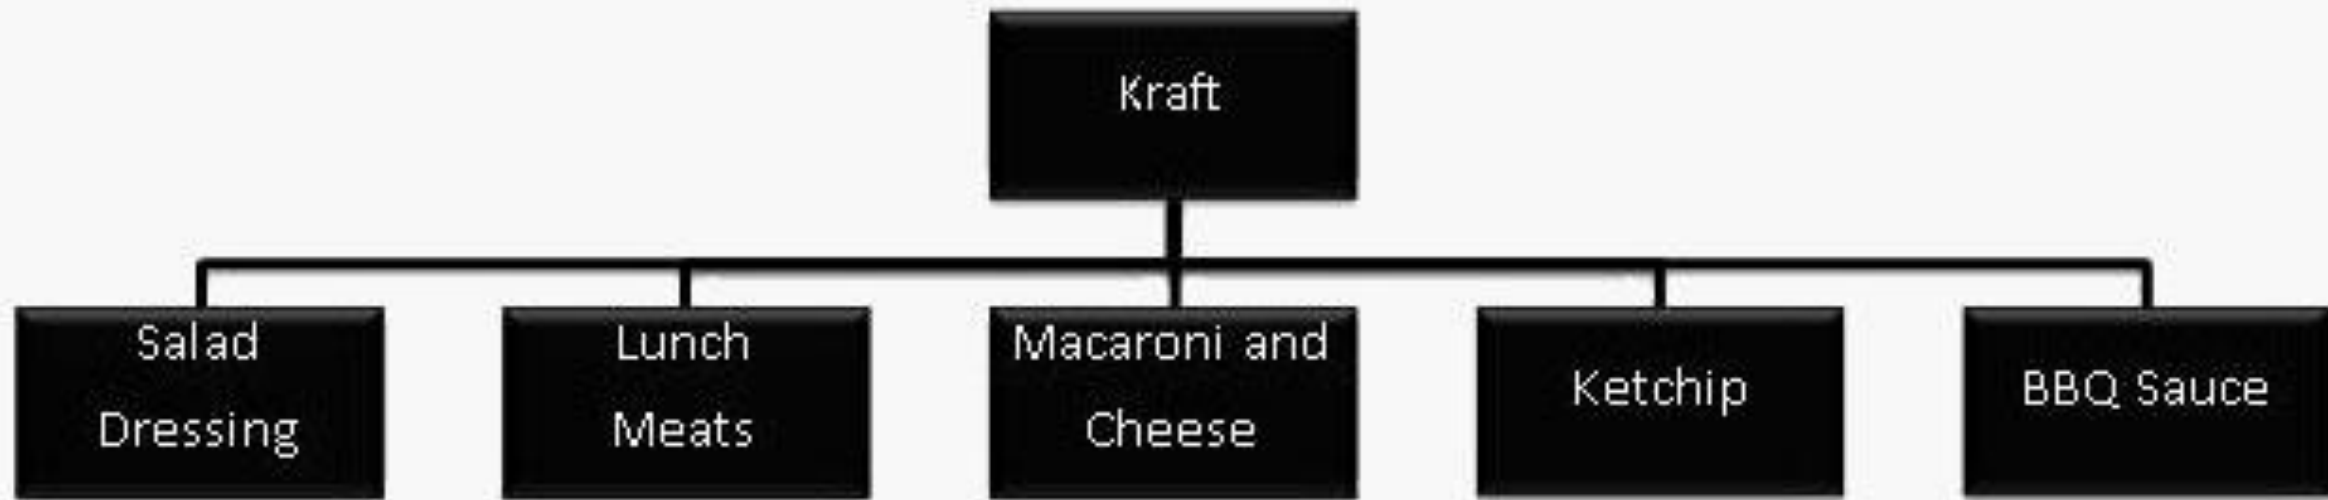 Kraft
Salad
Dressing
Lunch
Meats
Macaroni and
Cheese
Ketchip
BBQ Sauce